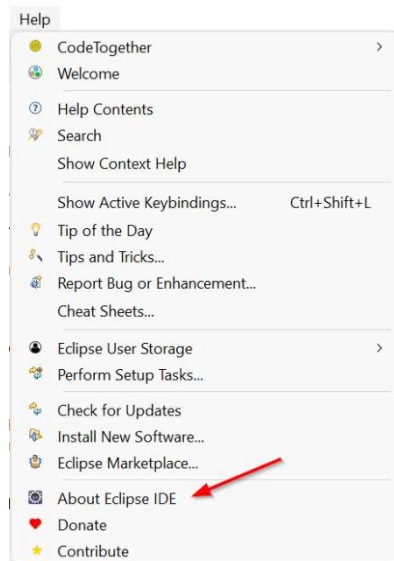 Help
CodeTogether
Welcome
Help Contents
Search
Show Context Help
Show Active Keybindings... Ctrl+Shift+L
Tip of the Day
Tips and Tricks...
Report Bug or Enhancement...
Cheat Sheets...
Eclipse User Storage
Perform Setup Tasks...
Check for Updates
Install New Software...
Eclipse Marketplace...
About Eclipse IDE
Donate
Contribute